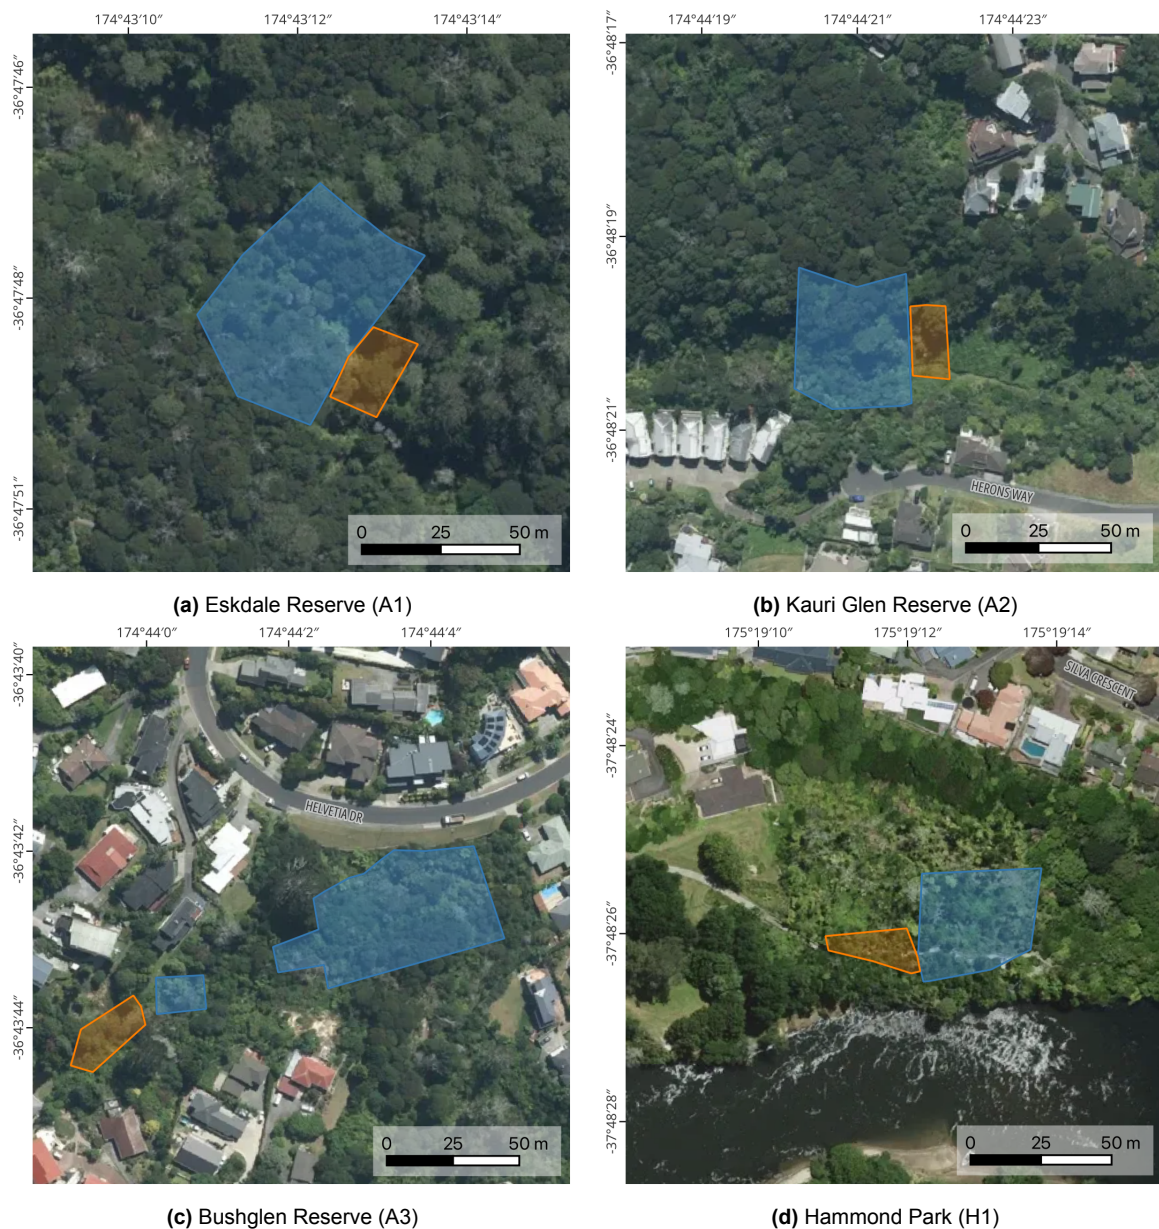 174°43′10″ 174°43′12″ 174°43′14″
-36°47′46″
-36°47′48″
-36°47′51″
0 25 50 m
(a) Eskdale Reserve (A1)
174°44′19″ 174°44′21″ 174°44′23″
-36°48′17″
-36°48′19″
-36°48′21″
HERONS WAY
0 25 50 m
(b) Kauri Glen Reserve (A2)
174°44′0″ 174°44′2″ 174°44′4″
-36°43′40″
-36°43′42″
-36°43′44″
HELVETIA DR
0 25 50 m
(c) Bushglen Reserve (A3)
175°19′10″ 175°19′12″ 175°19′14″
-37°48′24″
-37°48′26″
-37°48′28″
SILVA CRESCENT
0 25 50 m
(d) Hammond Park (H1)